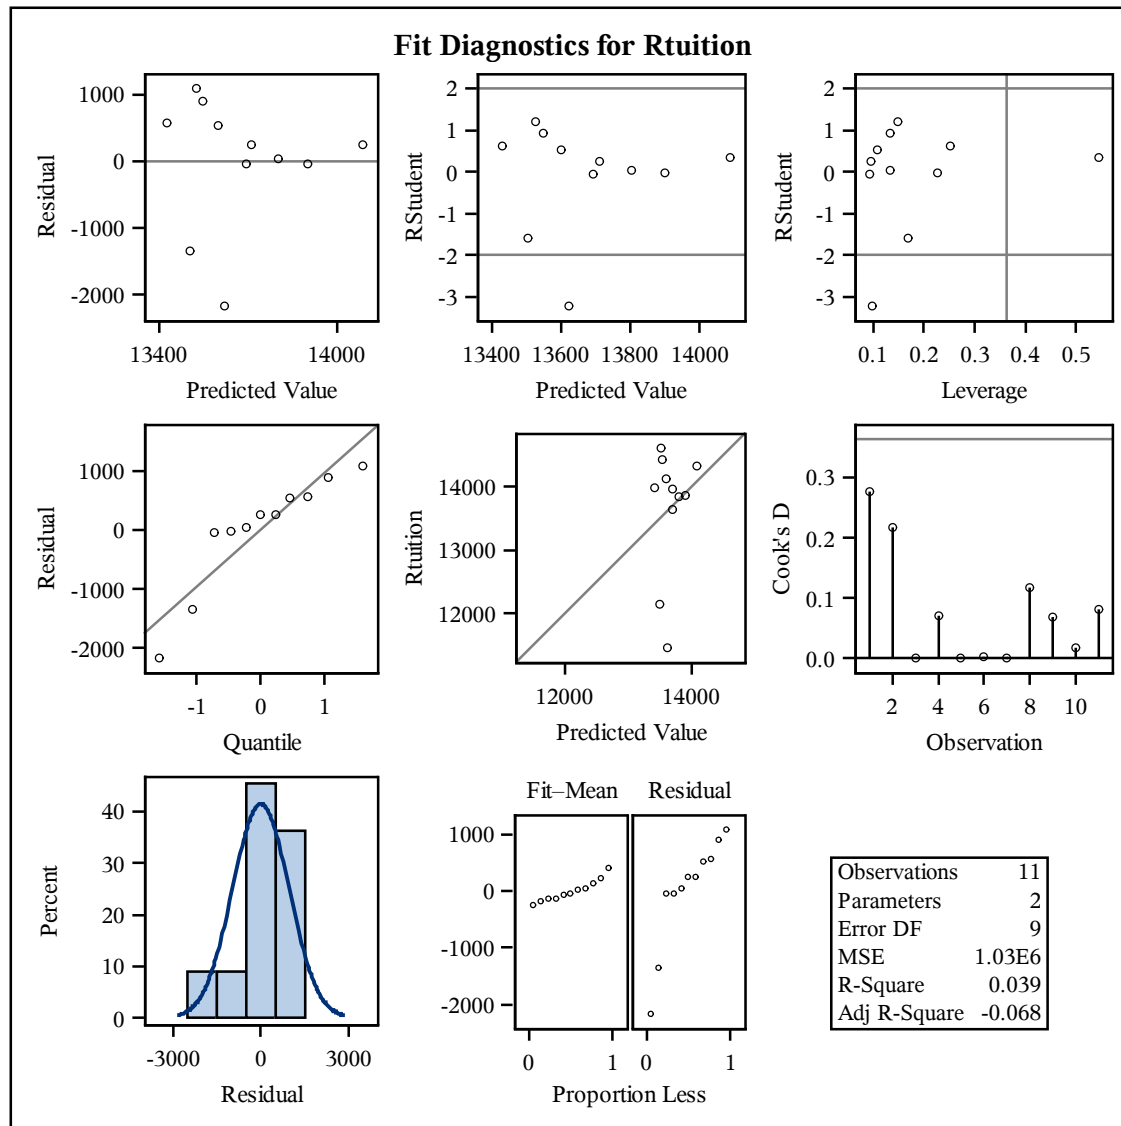 Fit Diagnostics for Rtuition
1000
0
-1000
-2000
Residual
13400 14000
Predicted Value
2
1
0
-1
-2
-3
RStudent
13400 13600 13800 14000
Predicted Value
2
1
0
-1
-2
-3
RStudent
0.1 0.2 0.3 0.4 0.5
Leverage
1000
0
-1000
-2000
Residual
-1 0 1
Quantile
14000
13000
12000
Rtuition
12000 14000
Predicted Value
0.3
0.2
0.1
0.0
Cook's D
2 4 6 8 10
Observation
40
30
20
10
0
Percent
-3000 0 3000
Residual
Fit–Mean Residual
1000
0
-1000
-2000
0 1 0 1
Proportion Less
Observations 11
Parameters 2
Error DF 9
MSE 1.03E6
R-Square 0.039
Adj R-Square -0.068